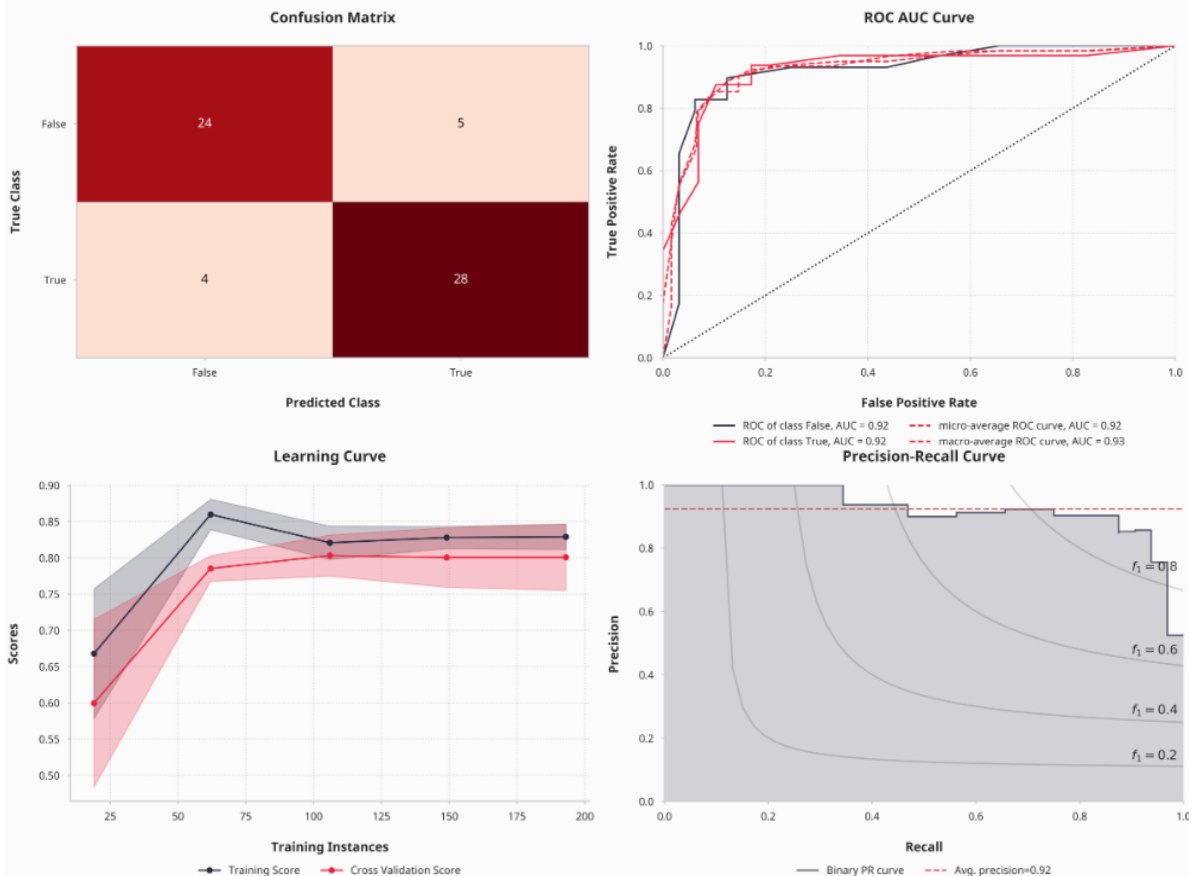 Confusion Matrix
True Class
False
24
5
True
4
28
False
True
Predicted Class
ROC AUC Curve
True Positive Rate
1.0
0.8
0.6
0.4
0.2
0.0
0.0
0.2
0.4
0.6
0.8
1.0
False Positive Rate
ROC of class False, AUC = 0.92
ROC of class True, AUC = 0.92
micro-average ROC curve, AUC = 0.92
macro-average ROC curve, AUC = 0.93
Learning Curve
Scores
0.90
0.85
0.80
0.75
0.70
0.65
0.60
0.55
0.50
25
50
75
100
125
150
175
200
Training Instances
Training Score
Cross Validation Score
Precision-Recall Curve
Precision
1.0
0.8
0.6
0.4
0.2
0.0
f₁ = 0.8
f₁ = 0.6
f₁ = 0.4
f₁ = 0.2
0.0
0.2
0.4
0.6
0.8
1.0
Recall
Binary PR curve
Avg. precision=0.92